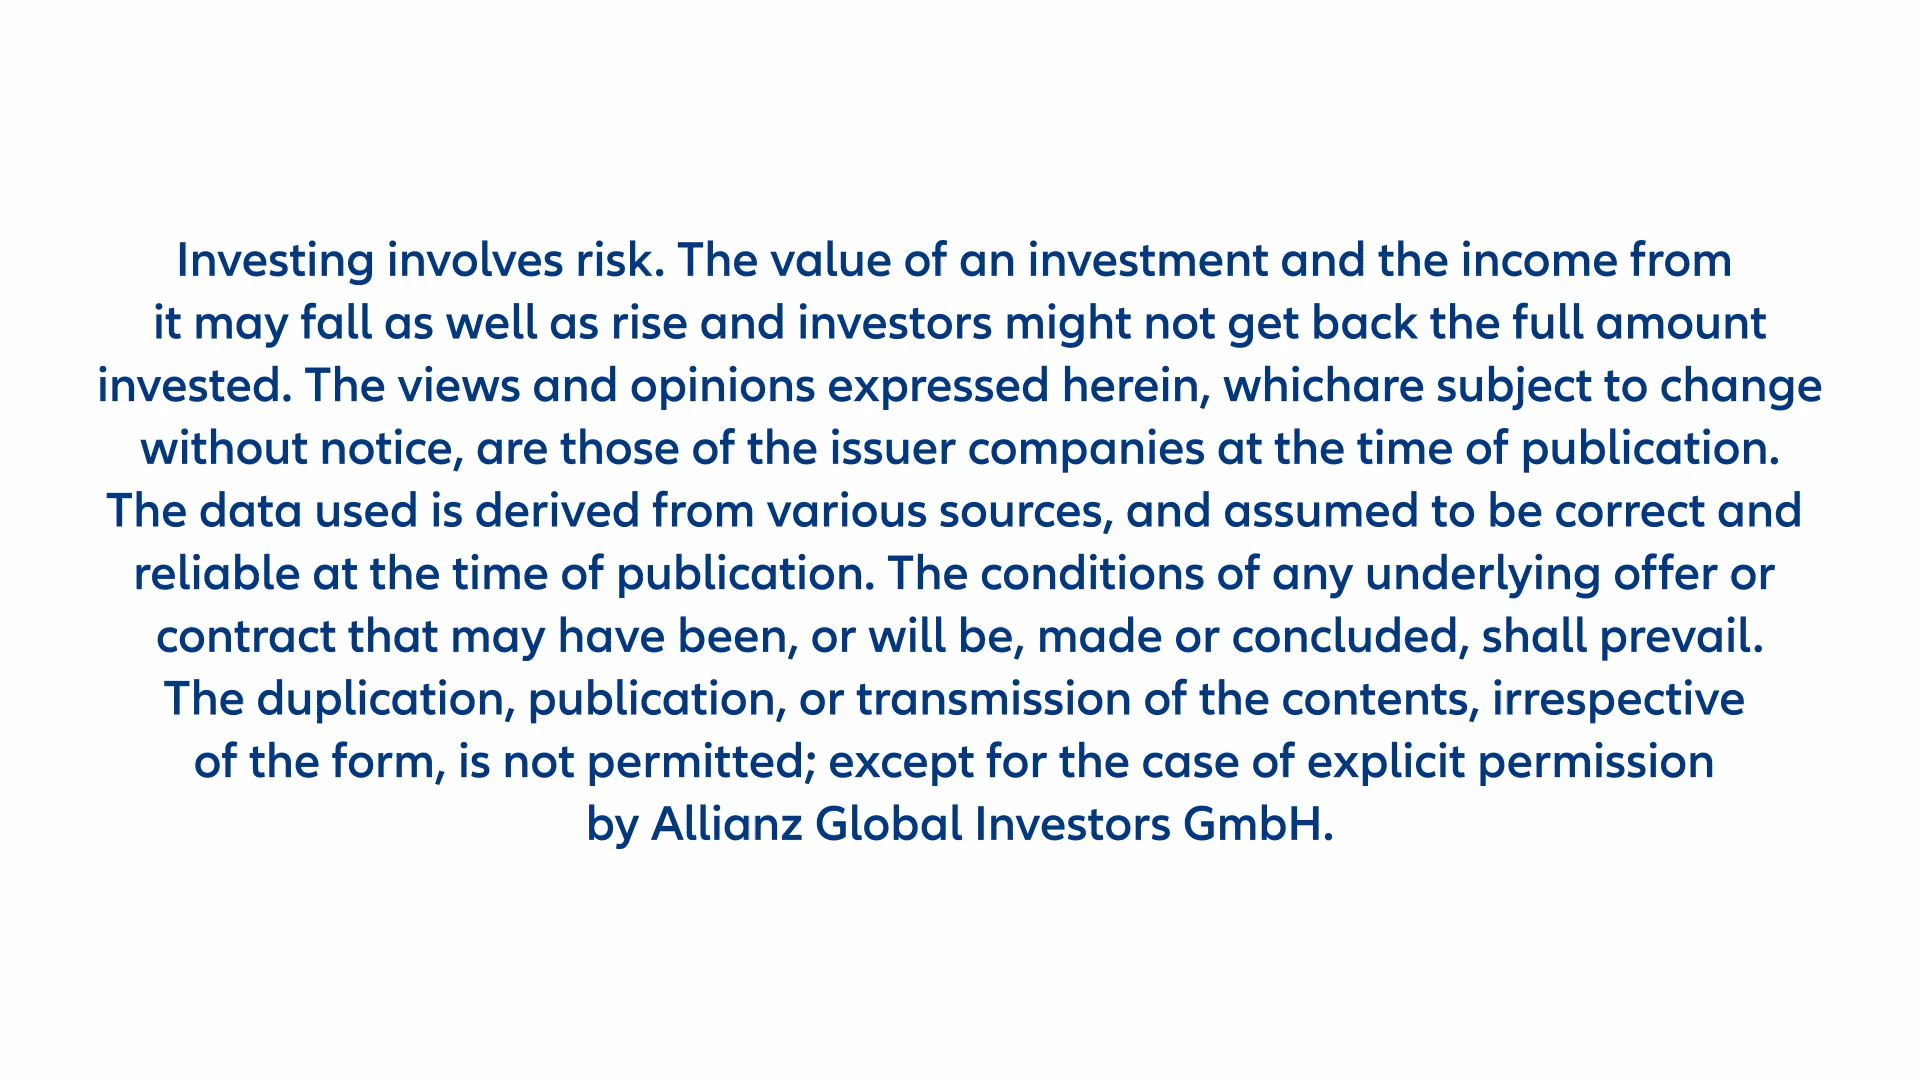 Investing involves risk. The value of an investment and the income from
it may fall as well as rise and investors might not get back the full amount
invested. The views and opinions expressed herein, whichare subject to change
without notice, are those of the issuer companies at the time of publication.
The data used is derived from various sources, and assumed to be correct and
reliable at the time of publication. The conditions of any underlying offer or
contract that may have been, or will be, made or concluded, shall prevail.
The duplication, publication, or transmission of the contents, irrespective
of the form, is not permitted; except for the case of explicit permission
by Allianz Global Investors GmbH.